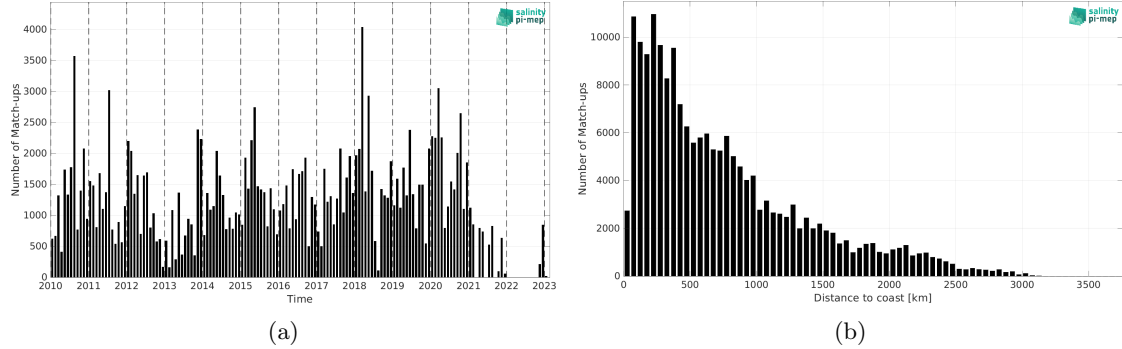 salinity
pi-mep
Number of Match-ups
4000
3500
3000
2500
2000
1500
1000
500
0
2010 2011 2012 2013 2014 2015 2016 2017 2018 2019 2020 2021 2022 2023
Time
(a)
salinity
pi-mep
Number of Match-ups
10000
8000
6000
4000
2000
0
0 500 1000 1500 2000 2500 3000 3500
Distance to coast [km]
(b)